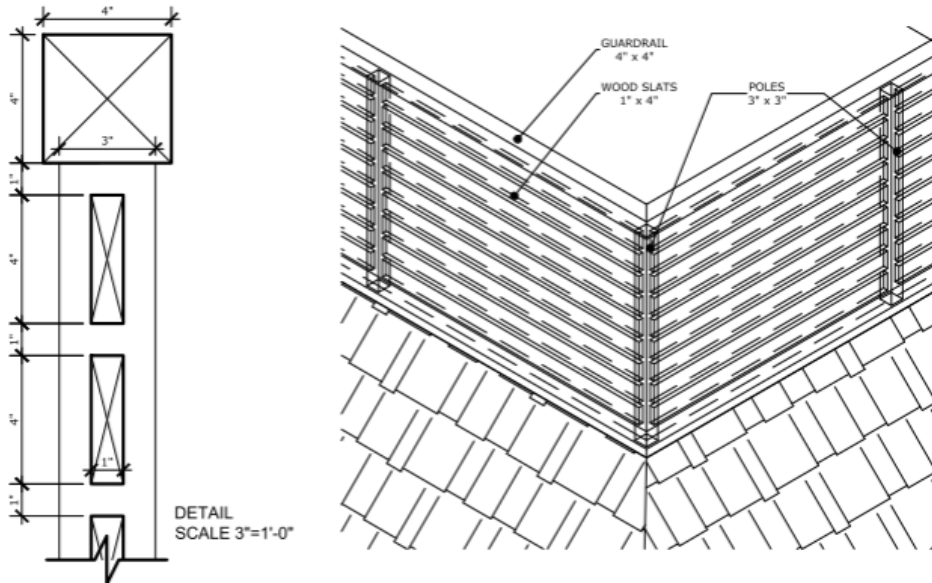 4"
4"
3"
1"
4"
1"
4"
1"
1"
DETAIL
SCALE 3"=1'-0"
GUARDRAIL
4" x 4"
WOOD SLATS
1" x 4"
POLES
3" x 3"